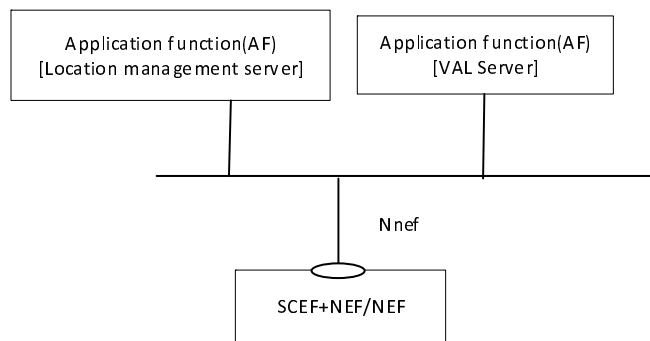 Application function(AF)
[Location management server]
Application function(AF)
[VAL Server]
Nnef
SCEF+NEF/NEF